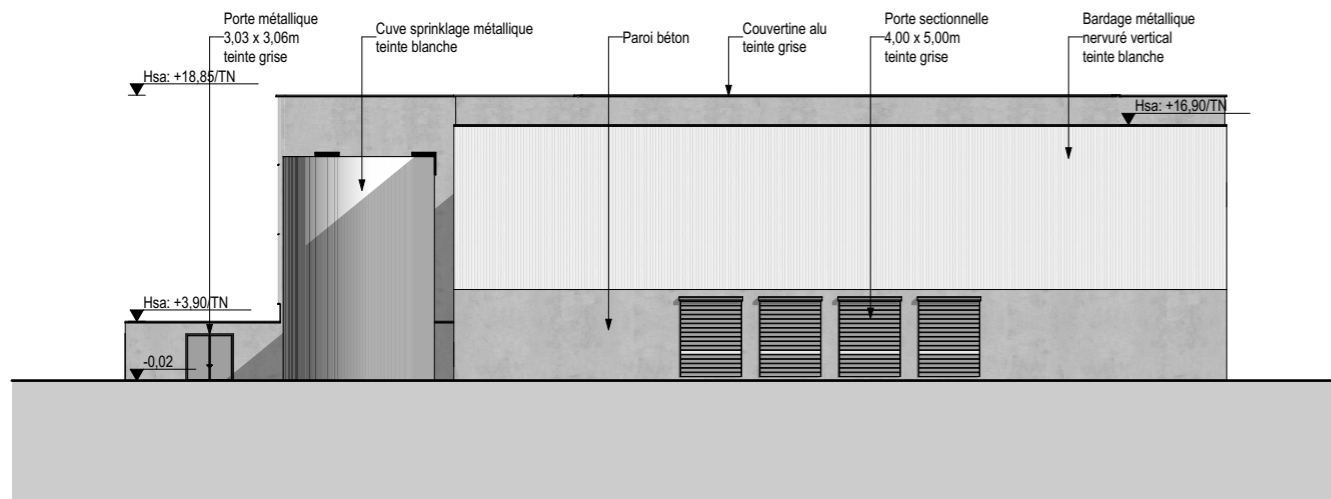 Porte métallique
3,03 x 3,06m
teinte grise
Cuve sprinklage métallique
teinte blanche
Paroi béton
Couvertine alu
teinte grise
Porte sectionnelle
4,00 x 5,00m
teinte grise
Bardage métallique
nervuré vertical
teinte blanche
Hsa: +18,85/TN
Hsa: +16,90/TN
Hsa: +3,90/TN
-0,02